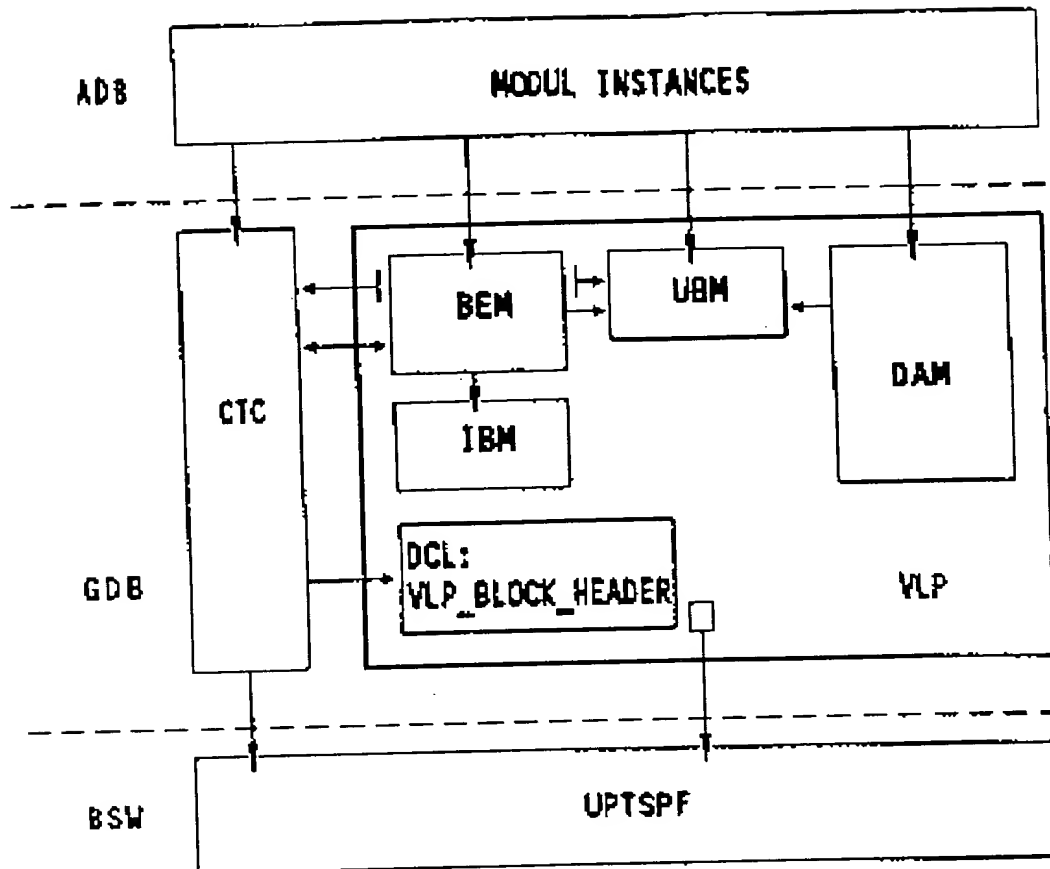 ADB
MODUL INSTANCES
BEM
UBM
DAM
CTC
IBM
DCL:
VLP_BLOCK_HEADER
GDB
VLP
BSW
UPTSPF